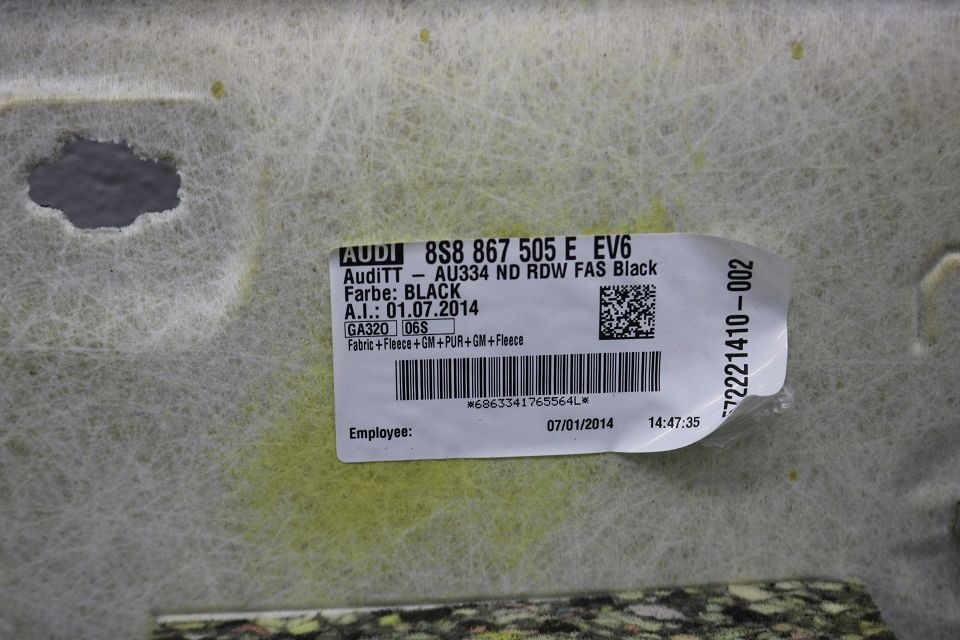 AUDI 8S8 867 505 E EV6
AudiTT - AU334 ND RDW FAS Black
Farbe: BLACK
A.I.: 01.07.2014
GA320 06S
Fabric+Fleece+GM+PUR+GM+Fleece
*6863341765564L*
Employee: 07/01/2014 14:47:35
572221410-002